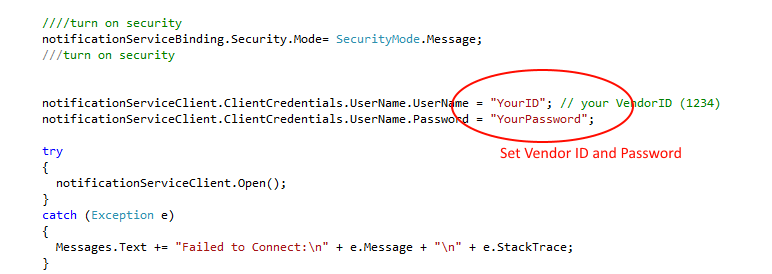 ////turn on security
notificationServiceBinding.Security.Mode= SecurityMode.Message;
///turn on security
notificationServiceClient.ClientCredentials.UserName.UserName = "YourID"; // your VendorID (1234)
notificationServiceClient.ClientCredentials.UserName.Password = "YourPassword";
Set Vendor ID and Password
try
{
notificationServiceClient.Open();
}
catch (Exception e)
{
Messages.Text += "Failed to Connect:\n" + e.Message + "\n" + e.StackTrace;
}